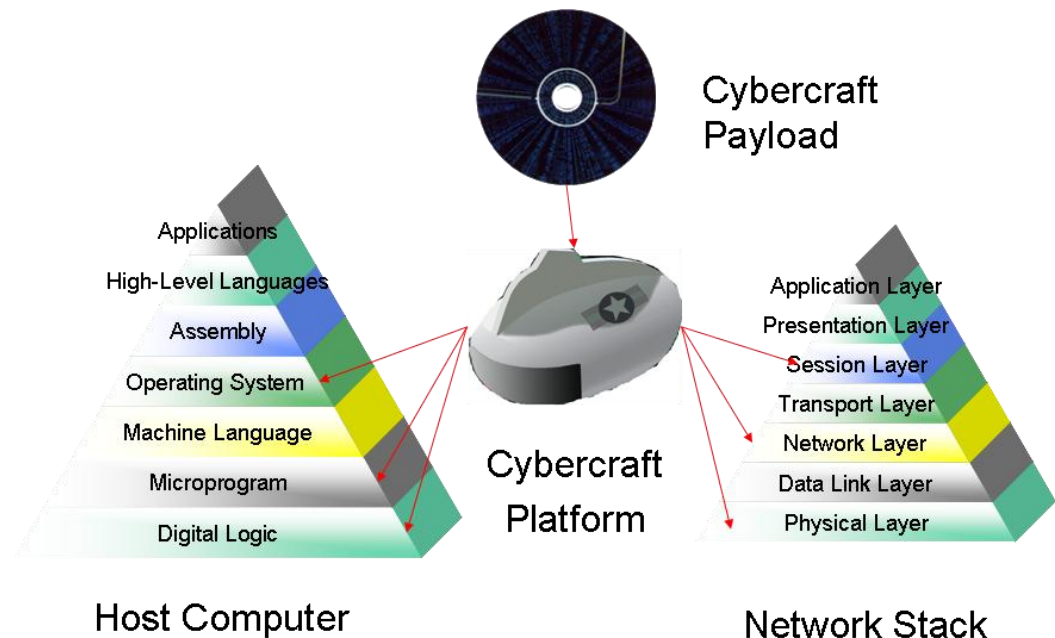 Cybercraft
Payload
Applications
High-Level Languages
Assembly
Operating System
Machine Language
Microprogram
Digital Logic
Host Computer
Cybercraft
Platform
Application Layer
Presentation Layer
Session Layer
Transport Layer
Network Layer
Data Link Layer
Physical Layer
Network Stack